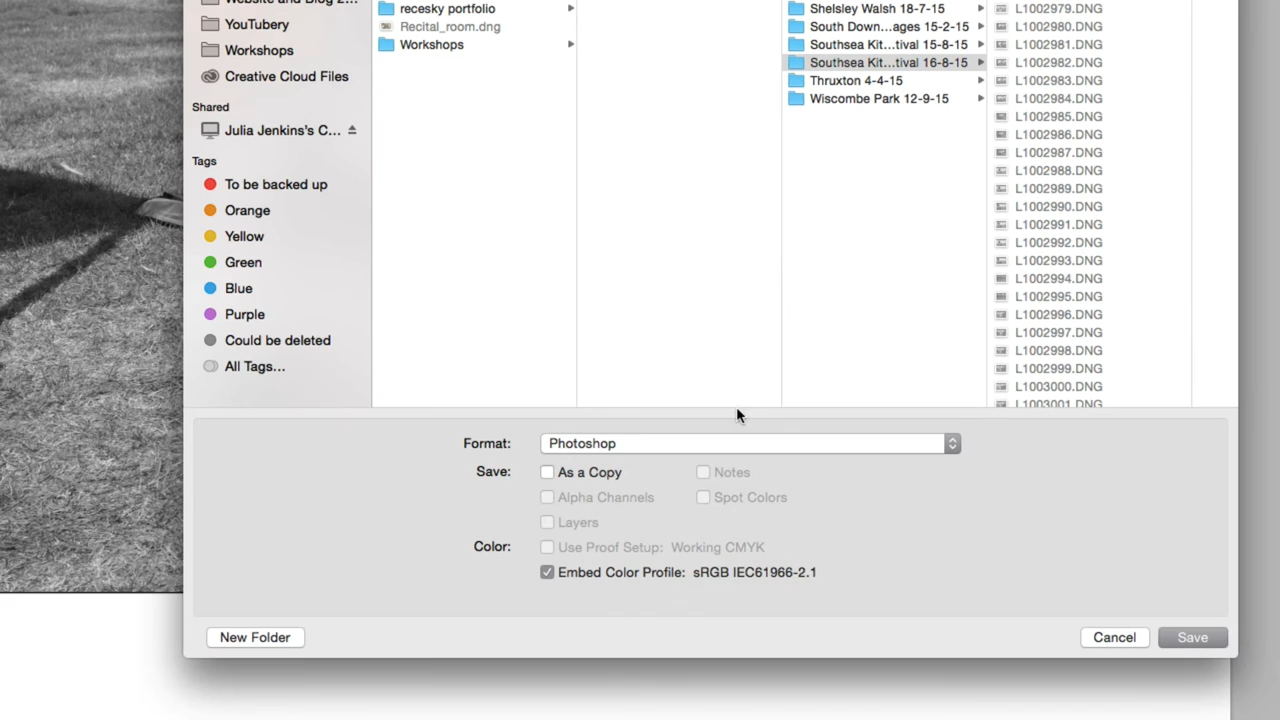 Website and Blog 2...
YouTubery
Workshops
Creative Cloud Files
Shared
Julia Jenkins's C...
Tags
To be backed up
Orange
Yellow
Green
Blue
Purple
Could be deleted
All Tags...
recesky portfolio
Recital_room.dng
Workshops
Shelsley Walsh 18-7-15
South Down...ages 15-2-15
Southsea Kit...tival 15-8-15
Southsea Kit...tival 16-8-15
Thruxton 4-4-15
Wiscombe Park 12-9-15
L1002979.DNG
L1002980.DNG
L1002981.DNG
L1002982.DNG
L1002983.DNG
L1002984.DNG
L1002985.DNG
L1002986.DNG
L1002987.DNG
L1002988.DNG
L1002989.DNG
L1002990.DNG
L1002991.DNG
L1002992.DNG
L1002993.DNG
L1002994.DNG
L1002995.DNG
L1002996.DNG
L1002997.DNG
L1002998.DNG
L1002999.DNG
L1003000.DNG
L1003001.DNG
Format: Photoshop
Save: As a Copy Notes
Alpha Channels Spot Colors
Layers
Color: Use Proof Setup: Working CMYK
Embed Color Profile: sRGB IEC61966-2.1
New Folder Cancel Save